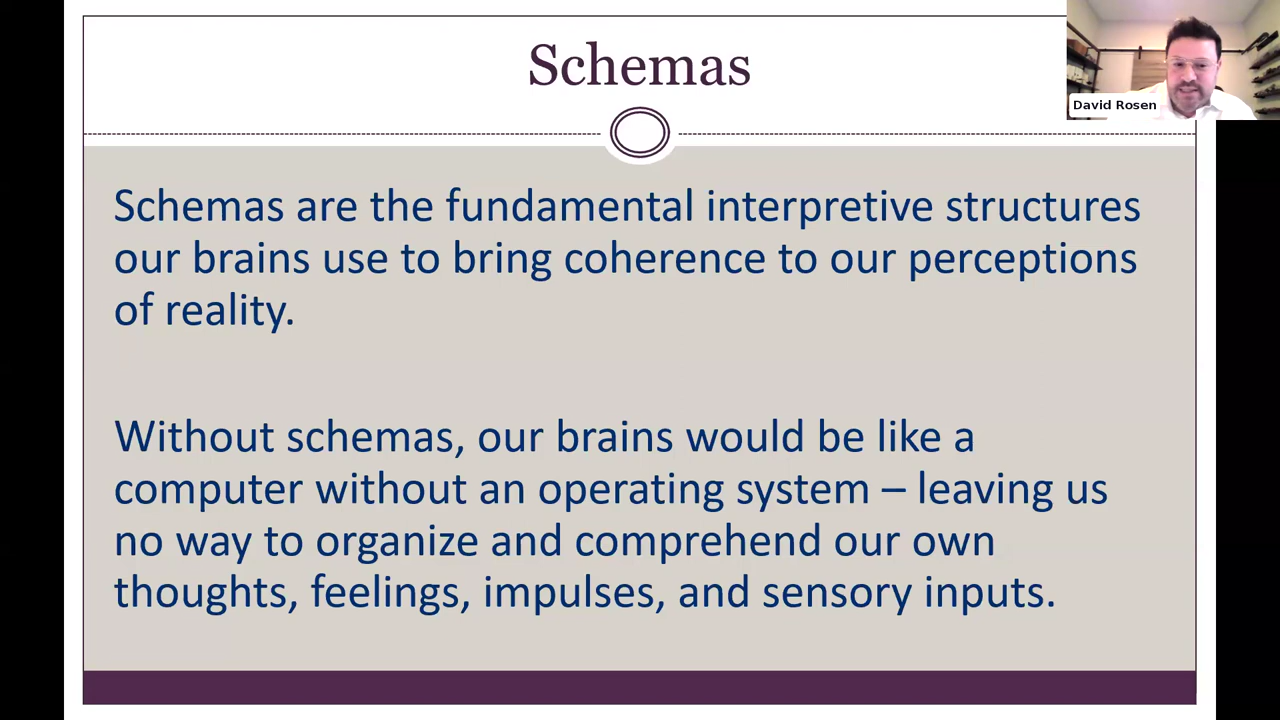 Schemas
David Rosen
Schemas are the fundamental interpretive structures
our brains use to bring coherence to our perceptions
of reality.
Without schemas, our brains would be like a
computer without an operating system – leaving us
no way to organize and comprehend our own
thoughts, feelings, impulses, and sensory inputs.